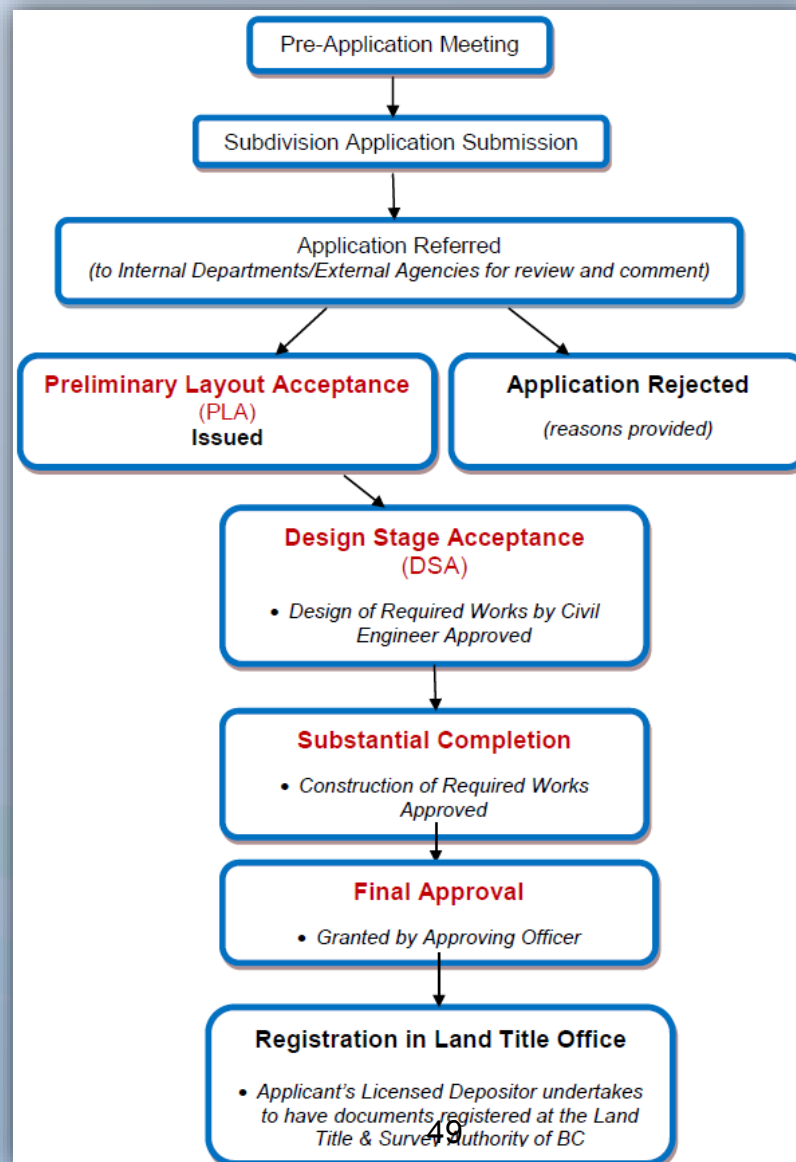 Pre-Application Meeting
Subdivision Application Submission
Application Referred
(to Internal Departments/External Agencies for review and comment)
Preliminary Layout Acceptance
(PLA)
Issued
Application Rejected
(reasons provided)
Design Stage Acceptance
(DSA)
• Design of Required Works by Civil
Engineer Approved
Substantial Completion
• Construction of Required Works
Approved
Final Approval
• Granted by Approving Officer
Registration in Land Title Office
• Applicant's Licensed Depositor undertakes
to have documents registered at the Land
Title & Survey Authority of BC
49